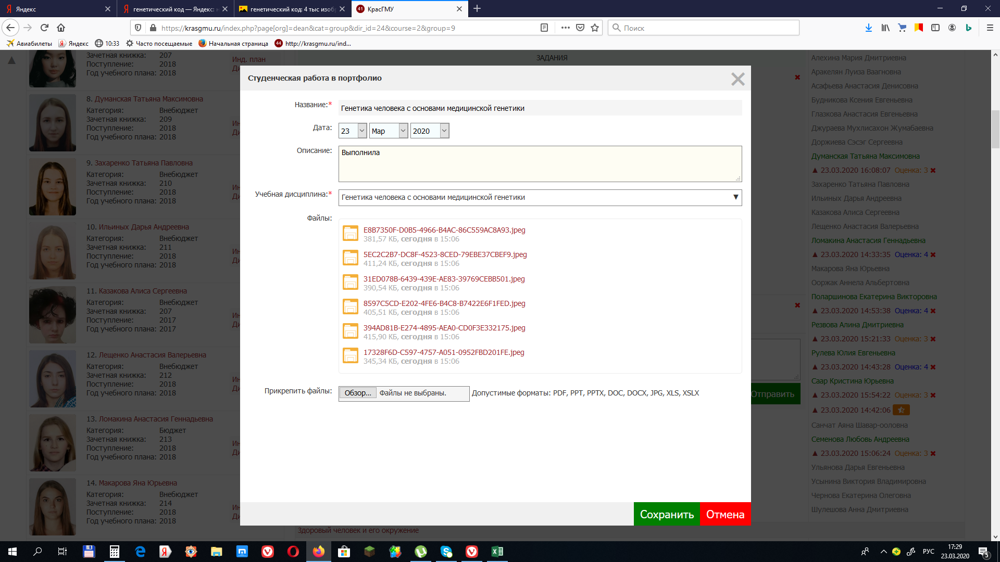 Яндекс
генетический код — Яндекс: н
генетический код: 4 тыс изобр
41 КрасГМУ
https://krasgmu.ru/index.php?page[org]=dean&cat=group&dir_id=24&course=2&group=9
Поиск
Авиабилеты Яндекс 10:33 Часто посещаемые Начальная страница 44 http://krasgmu.ru/ind...
Зачетная книжка: 207
Поступление: 2018
Год учебного плана: 2018
Инд. план
Ди
8. Думанская Татьяна Максимовна
Категория: Внебюджет
Зачетная книжка: 209
Поступление: 2018
Год учебного плана: 2018
Ин
Ди
9. Захаренко Татьяна Павловна
Категория: Внебюджет
Зачетная книжка: 210
Поступление: 2018
Год учебного плана: 2018
Ин
Ди
10. Ильиных Дарья Андреевна
Категория: Внебюджет
Зачетная книжка: 211
Поступление: 2018
Год учебного плана: 2018
Ин
Ди
11. Казакова Алиса Сергеевна
Категория: Внебюджет
Зачетная книжка: 207
Поступление: 2017
Год учебного плана: 2017
Ин
Ди
12. Лещенко Анастасия Валерьевна
Категория: Внебюджет
Зачетная книжка: 212
Поступление: 2018
Год учебного плана: 2018
Ин
Ди
13. Ломакина Анастасия Геннадьевна
Категория: Бюджет
Зачетная книжка: 213
Поступление: 2018
Год учебного плана: 2018
Ин
Ди
14. Макарова Яна Юрьевна
Категория: Внебюджет
Зачетная книжка: 214
Поступление: 2018
Год учебного плана: 2018
Ин
Ди
ЗАДАНИЯ
Студенческая работа в портфолио
Название:* Генетика человека с основами медицинской генетики
Дата: 23 Мар 2020
Описание: Выполнила
Учебная дисциплина:* Генетика человека с основами медицинской генетики
Файлы:
E8B7350F-D0B5-4966-B4AC-86C559AC8A93.jpeg
381,57 КБ, сегодня в 15:06
5EC2C2B7-DC8F-4523-8CED-79EBE37CBEF9.jpeg
411,24 КБ, сегодня в 15:06
31ED078B-6439-439E-AE83-39769CEBB501.jpeg
390,54 КБ, сегодня в 15:06
8597C5CD-E202-4FE6-B4C8-B7422E6F1FED.jpeg
405,51 КБ, сегодня в 15:06
394AD81B-E274-4895-AEA0-CD0F3E332175.jpeg
415,90 КБ, сегодня в 15:06
17328F6D-C597-4757-A051-0952FBD201FE.jpeg
345,34 КБ, сегодня в 15:06
Прикрепить файлы: Обзор... Файлы не выбраны. Допустимые форматы: PDF, PPT, PPTX, DOC, DOCX, JPG, XLS, XSLX
Сохранить Отмена
Отправить
Здоровый человек и его окружение
Алехина Мария Дмитриевна
Аракелян Луиза Ваагновна
Асафьева Анастасия Денисовна
Будникова Ксения Евгеньевна
Глазкова Анастасия Евгеньевна
Джураева Мухлисахон Жумабаевна
Доржиева Сэсэг Сергеевна
Думанская Татьяна Максимовна
23.03.2020 16:08:07 Оценка: 3
Захаренко Татьяна Павловна
Ильиных Дарья Андреевна
Казакова Алиса Сергеевна
Лещенко Анастасия Валерьевна
Ломакина Анастасия Геннадьевна
23.03.2020 14:33:35 Оценка: 4
Макарова Яна Юрьевна
Ооржак Аннела Альбертовна
Поларшинова Екатерина Викторовна
23.03.2020 14:53:38 Оценка: 4
Резвова Алина Дмитриевна
23.03.2020 15:21:33 Оценка: 3
Рулева Юлия Евгеньевна
23.03.2020 14:43:28 Оценка: 4
Саар Кристина Юрьевна
23.03.2020 15:54:22 Оценка: 3
23.03.2020 14:42:06
Санчат Аяна Шавар-ооловна
Семенова Любовь Андреевна
23.03.2020 15:06:24 Оценка: 3
Ульянова Дарья Евгеньевна
Усынина Виктория Владимировна
Чернова Екатерина Олеговна
Шулешова Анна Дмитриевна
РУС
17:29
23.03.2020
5